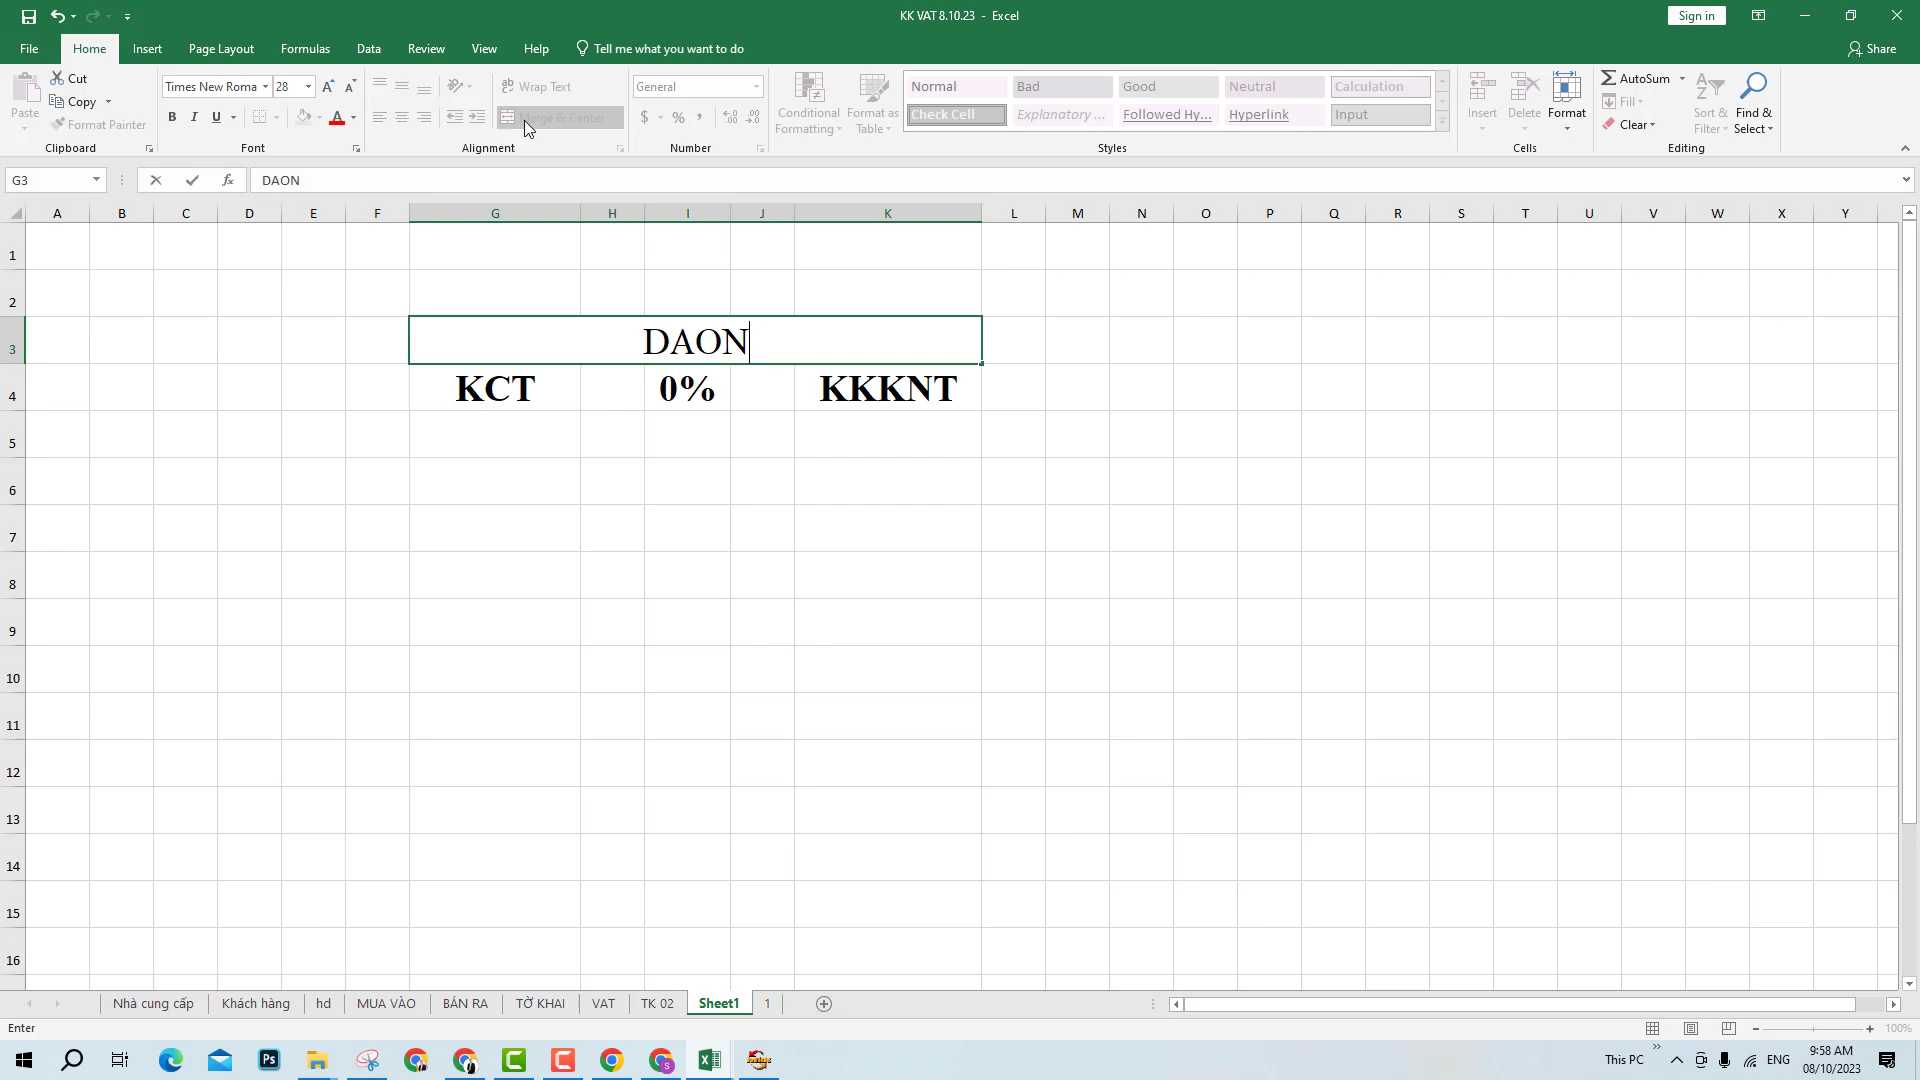 KK VAT 8.10.23 - Excel
Sign in
File Home Insert Page Layout Formulas Data Review View Help Tell me what you want to do
Share
Cut
Copy
Format Painter
Paste
Clipboard
Times New Roma 28
B I U
Font
Wrap Text
Merge & Center
Alignment
General
$ % ,
Number
Conditional Formatting
Format as Table
Normal Bad Good Neutral Calculation
Check Cell Explanatory ... Followed Hy... Hyperlink Input
Styles
Insert Delete Format
Cells
AutoSum
Fill
Clear
Sort & Filter
Find & Select
Editing
G3
fx
DAON
A B C D E F G H I J K L M N O P Q R S T U V W X Y
1
2
3 DAON
4 KCT 0% KKKNT
5
6
7
8
9
10
11
12
13
14
15
16
Nhà cung cấp Khách hàng hd MUA VÀO BÁN RA TỜ KHAI VAT TK 02 Sheet1 1
Enter
100%
This PC
ENG
9:58 AM
08/10/2023